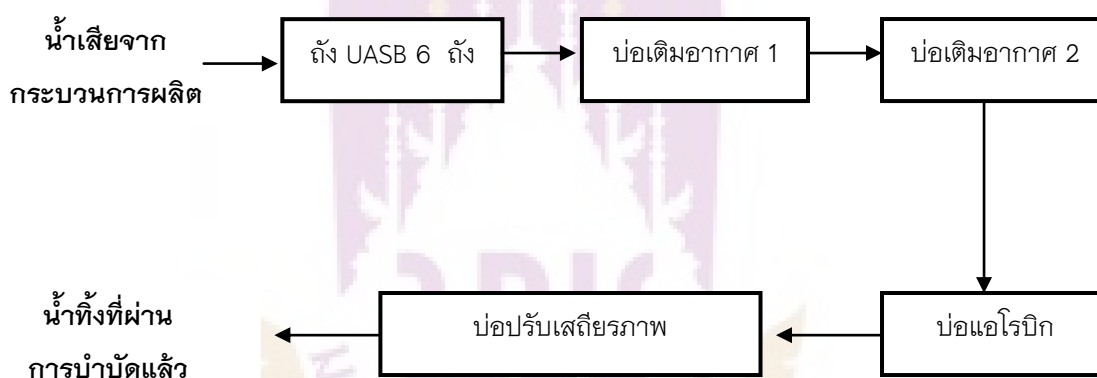 น้ำเสียจาก
กระบวนการผลิต
ถัง UASB 6 ถัง
บ่อเติมอากาศ 1
บ่อเติมอากาศ 2
น้ำทิ้งที่ผ่าน
การบำบัดแล้ว
บ่อปรับเสถียรภาพ
บ่อแอโรบิก